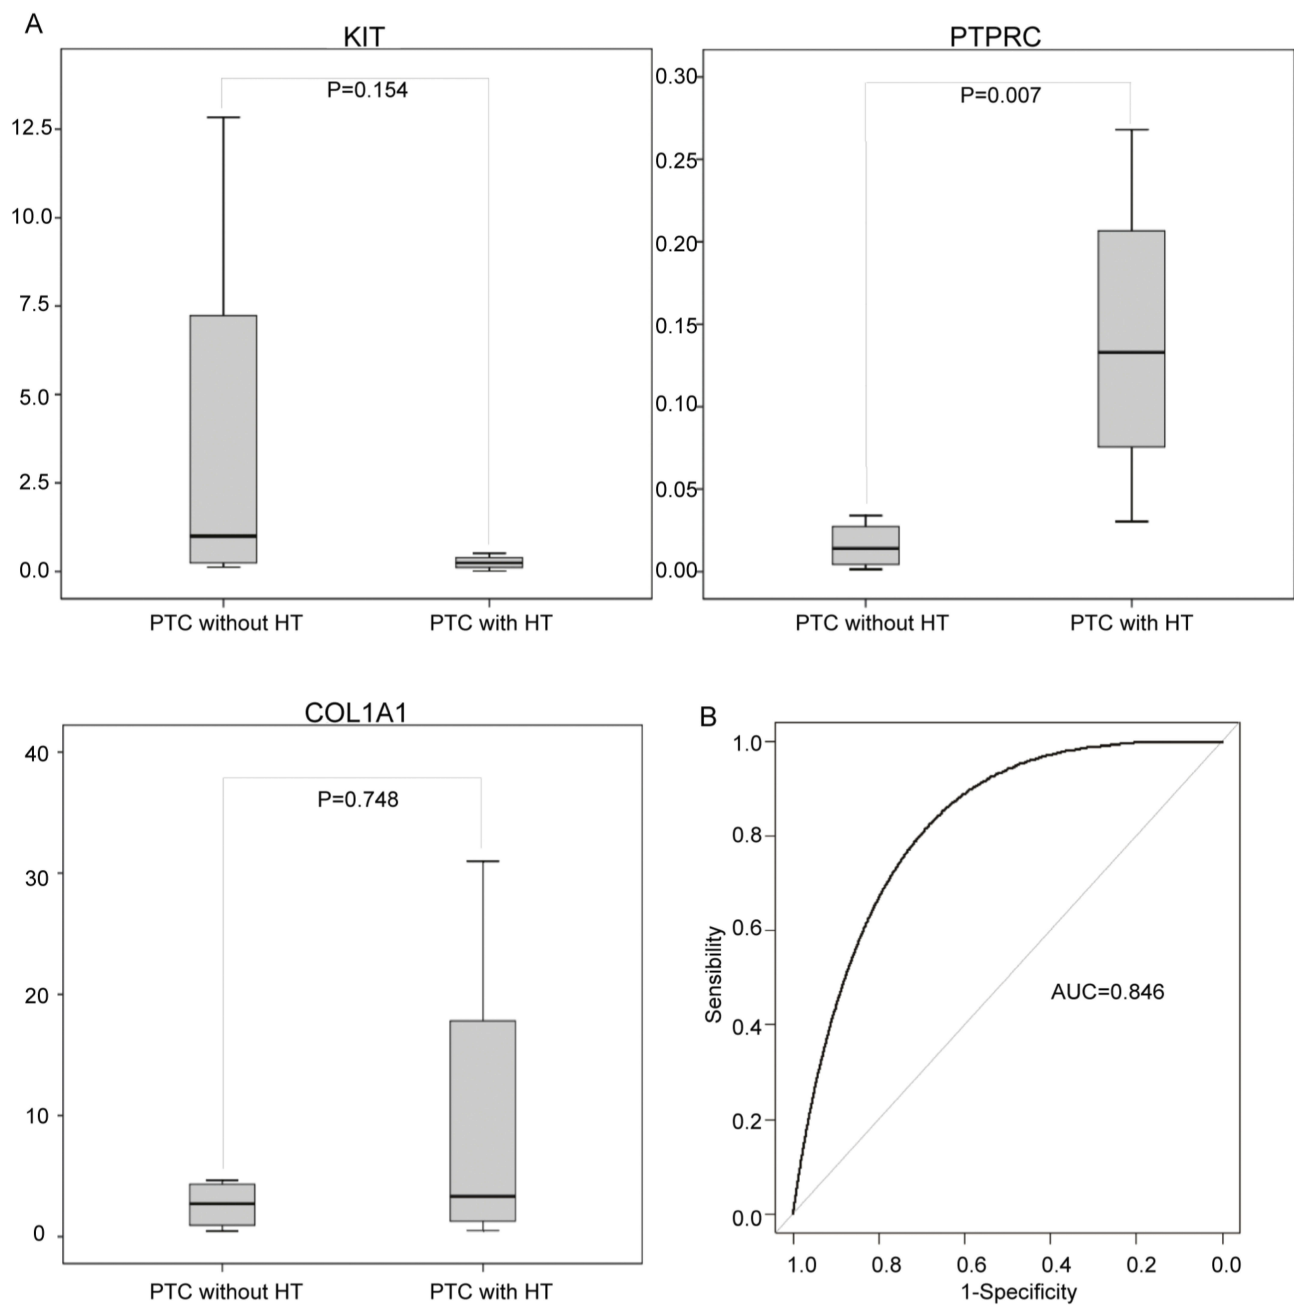 A
KIT
P=0.154
12.5
10.0
7.5
5.0
2.5
0.0
PTC without HT
PTC with HT
PTPRC
P=0.007
0.30
0.25
0.20
0.15
0.10
0.05
0.00
PTC without HT
PTC with HT
COL1A1
P=0.748
40
30
20
10
0
PTC without HT
PTC with HT
B
1.0
0.8
0.6
0.4
0.2
0.0
Sensibility
AUC=0.846
1.0 0.8 0.6 0.4 0.2 0.0
1-Specificity